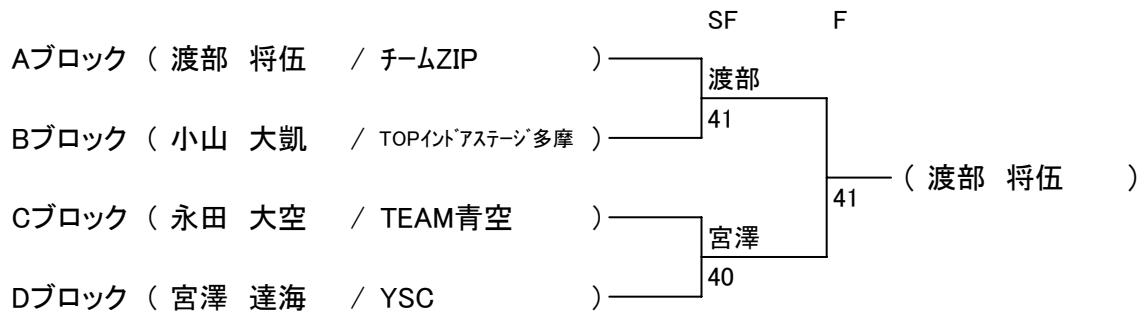 SF F
Aブロック ( 渡部 将伍 / チームZIP )
渡部
41
Bブロック ( 小山 大凱 / TOPインドアステージ多摩 )
( 渡部 将伍 )
41
Cブロック ( 永田 大空 / TEAM青空 )
宮澤
40
Dブロック ( 宮澤 達海 / YSC )